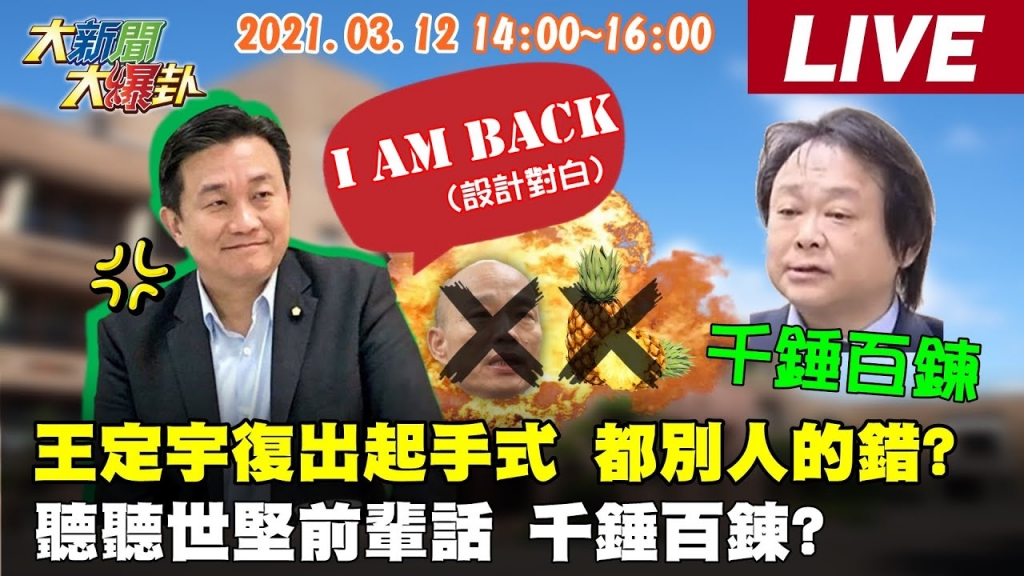 大新聞
大爆卦
2021.03.12 14:00~16:00
LIVE
I AM BACK
(設計對白)
千錘百鍊
王定宇復出起手式 都別人的錯?
聽聽世堅前輩話 千錘百鍊?